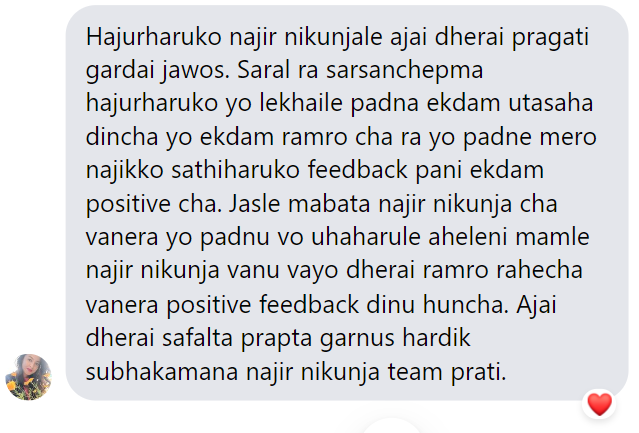 Hajurharuko najir nikunjale ajai dherai pragati
gardai jawos. Saral ra sarsanchepma
hajurharuko yo lekhaile padna ekdam utasaha
dincha yo ekdam ramro cha ra yo padne mero
najikko sathiharuko feedback pani ekdam
positive cha. Jasle mabata najir nikunja cha
vanera yo padnu vo uhaharule aheleni mamle
najir nikunja vanu vayo dherai ramro rahecha
vanera positive feedback dinu huncha. Ajai
dherai safalta prapta garnus hardik
subhakamana najir nikunja team prati.